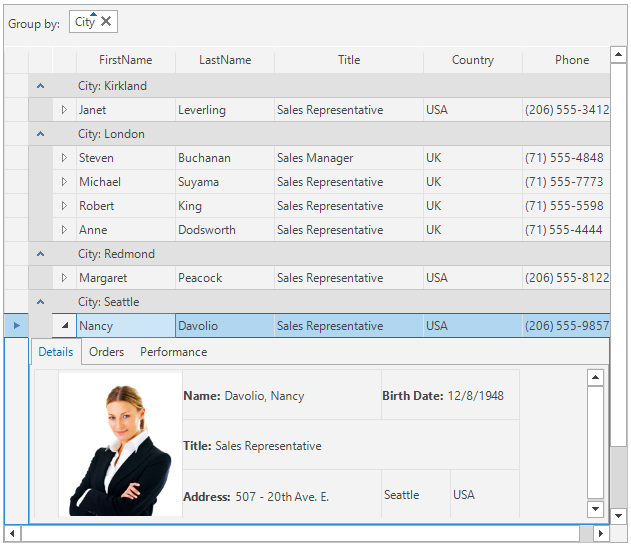 Group by: City
FirstName LastName Title Country Phone
City: Kirkland
Janet Leverling Sales Representative USA (206) 555-3412
City: London
Steven Buchanan Sales Manager UK (71) 555-4848
Michael Suyama Sales Representative UK (71) 555-7773
Robert King Sales Representative UK (71) 555-5598
Anne Dodsworth Sales Representative UK (71) 555-4444
City: Redmond
Margaret Peacock Sales Representative USA (206) 555-8122
City: Seattle
Nancy Davolio Sales Representative USA (206) 555-9857
Details Orders Performance
Name: Davolio, Nancy Birth Date: 12/8/1948
Title: Sales Representative
Address: 507 - 20th Ave. E. Seattle USA